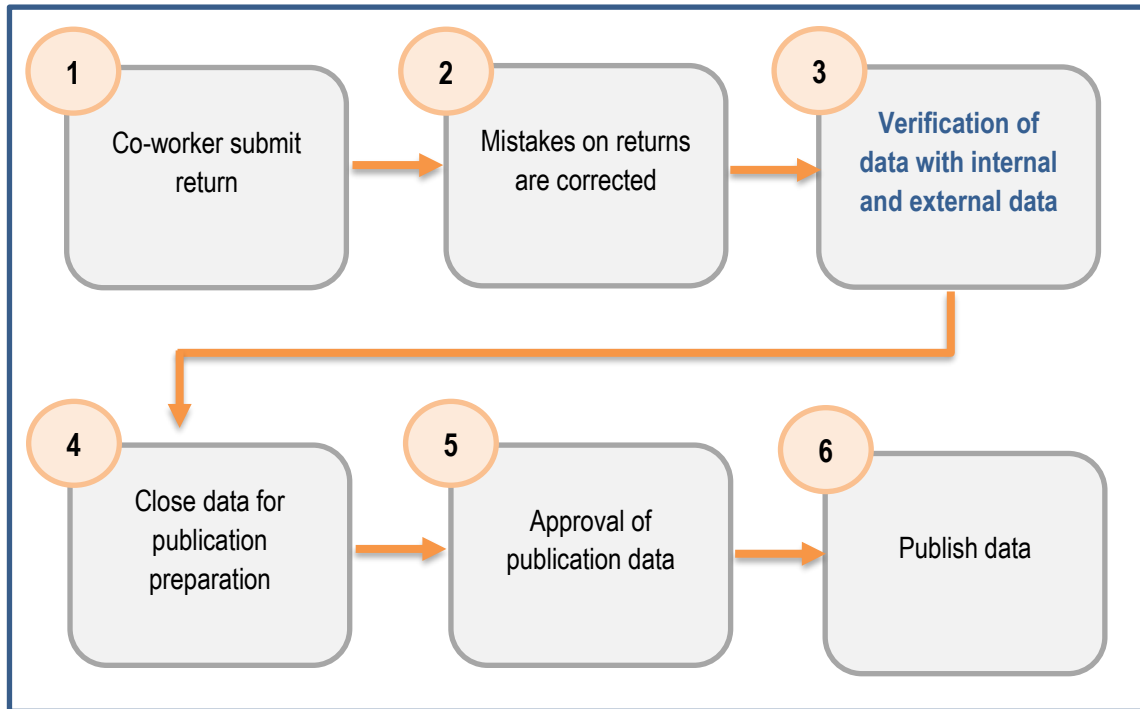 1
Co-worker submit
return
2
Mistakes on returns
are corrected
3
Verification of
data with internal
and external data
4
Close data for
publication
preparation
5
Approval of
publication data
6
Publish data